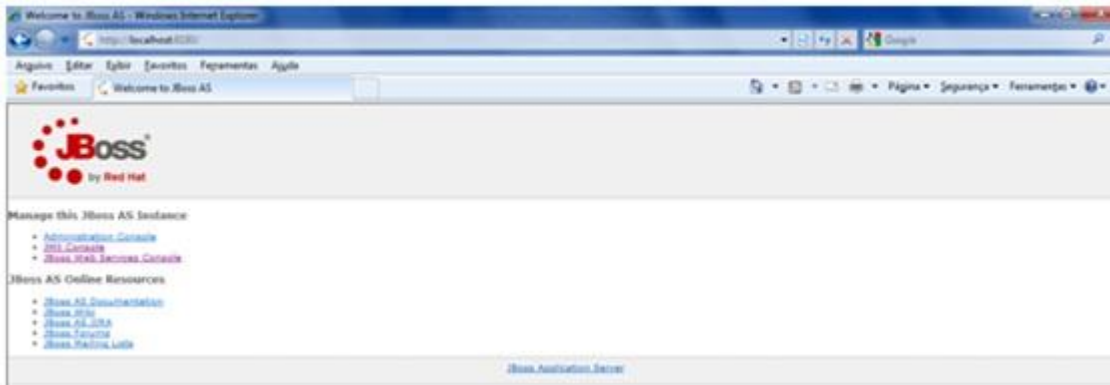 Welcome to JBoss AS - Windows Internet Explorer
http://localhost:8080/
Google
Arquivo Editar Exibir Favoritos Ferramentas Ajuda
Favoritos Welcome to JBoss AS
Página Segurança Ferramentas
JBoss
by Red Hat
Manage this JBoss AS Instance
Administration Console
JMX Console
JBoss Web Services Console
JBoss AS Online Resources
JBoss AS Documentation
JBoss Wiki
JBoss AS JIRA
JBoss Forums
JBoss Mailing Lists
JBoss Application Server